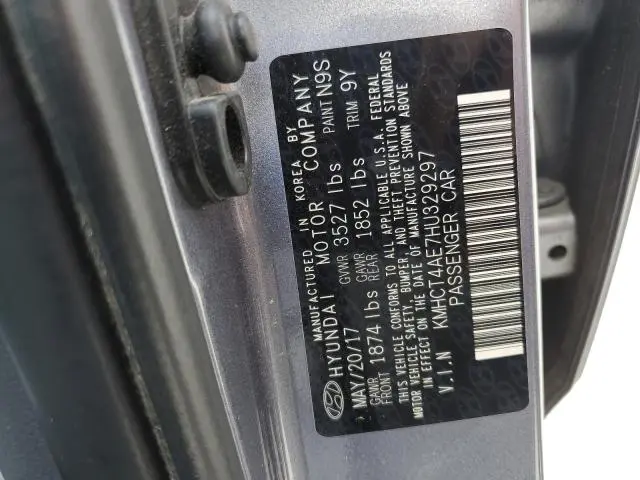 MANUFACTURED IN KOREA BY
HYUNDAI MOTOR COMPANY
MAY/20/17 GVWR 3527 lbs PAINT N9S
GAWR FRONT 1874 lbs GAWR REAR 1852 lbs TRIM 9Y
THIS VEHICLE CONFORMS TO ALL APPLICABLE U.S.A. FEDERAL
MOTOR VEHICLE SAFETY, BUMPER, AND THEFT PREVENTION STANDARDS
IN EFFECT ON THE DATE OF MANUFACTURE SHOWN ABOVE
V.I.N KMHCT4AE7HU329297
PASSENGER CAR